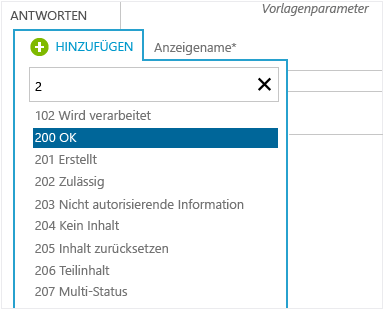 Vorlagenparameter
ANTWORTEN
HINZUFÜGEN
Anzeigename*
2
102 Wird verarbeitet
200 OK
201 Erstellt
202 Zulässig
203 Nicht autorisierende Information
204 Kein Inhalt
205 Inhalt zurücksetzen
206 Teilinhalt
207 Multi-Status